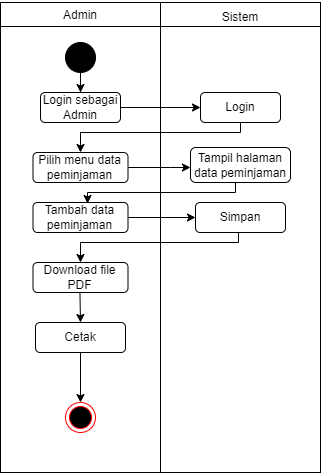 Admin
Sistem
Login sebagai
Admin
Login
Pilih menu data
peminjaman
Tampil halaman
data peminjaman
Tambah data
peminjaman
Simpan
Download file
PDF
Cetak